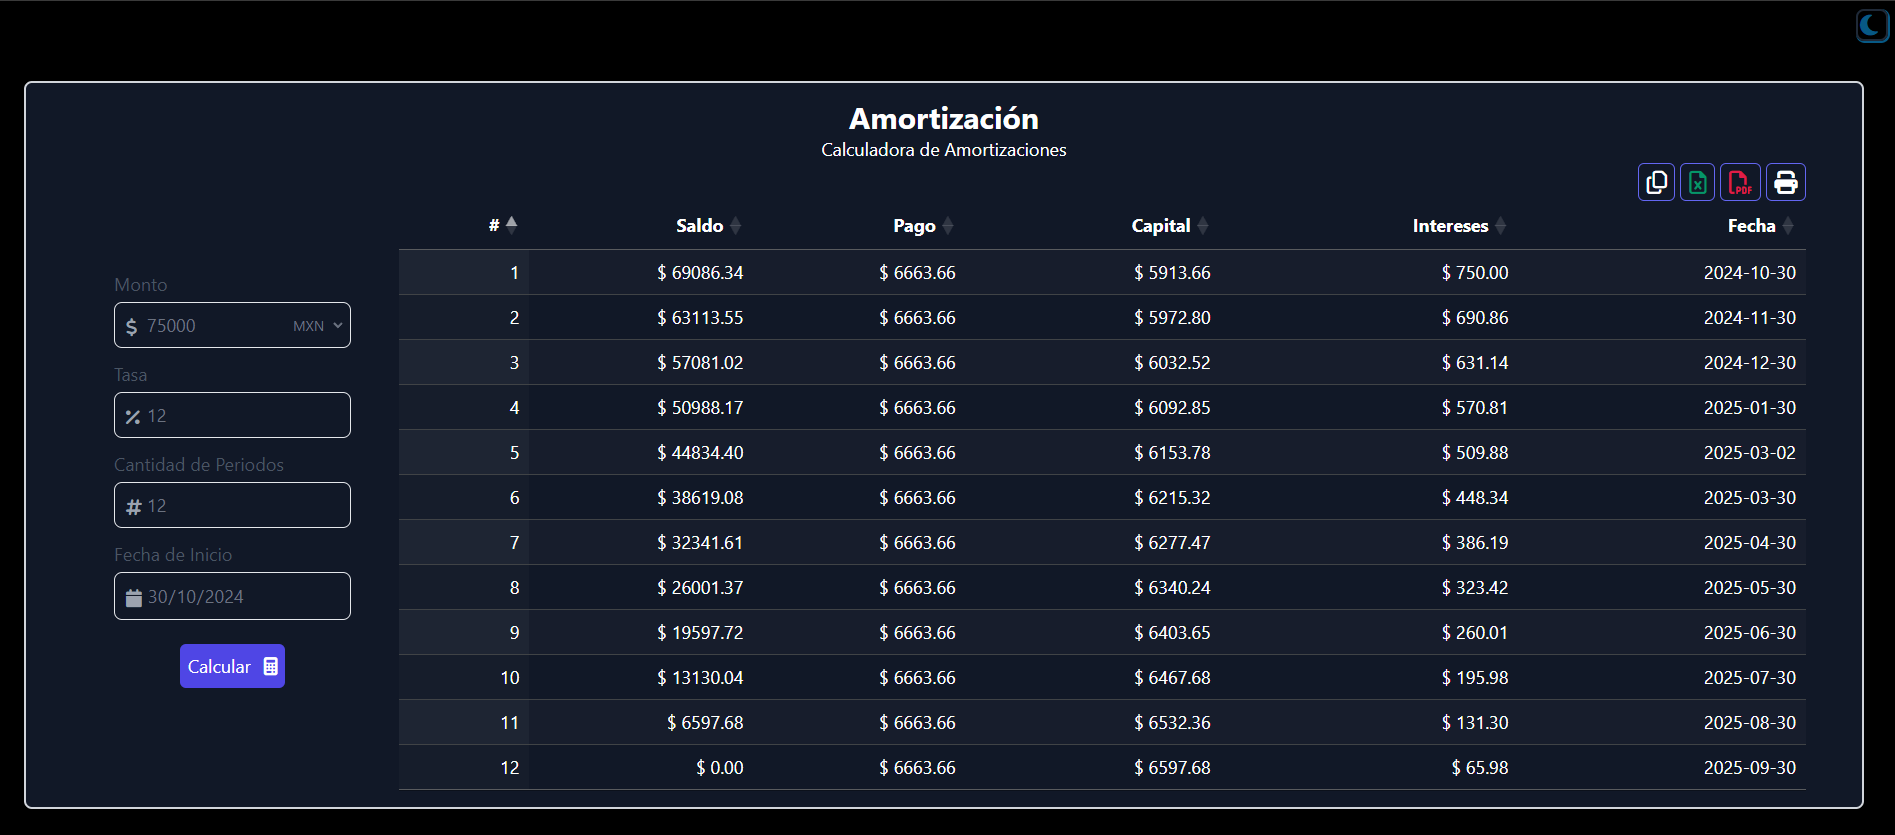 Amortización
Calculadora de Amortizaciones
PDF
# Saldo Pago Capital Intereses Fecha
1 $ 69086.34 $ 6663.66 $ 5913.66 $ 750.00 2024-10-30
2 $ 63113.55 $ 6663.66 $ 5972.80 $ 690.86 2024-11-30
3 $ 57081.02 $ 6663.66 $ 6032.52 $ 631.14 2024-12-30
4 $ 50988.17 $ 6663.66 $ 6092.85 $ 570.81 2025-01-30
5 $ 44834.40 $ 6663.66 $ 6153.78 $ 509.88 2025-03-02
6 $ 38619.08 $ 6663.66 $ 6215.32 $ 448.34 2025-03-30
7 $ 32341.61 $ 6663.66 $ 6277.47 $ 386.19 2025-04-30
8 $ 26001.37 $ 6663.66 $ 6340.24 $ 323.42 2025-05-30
9 $ 19597.72 $ 6663.66 $ 6403.65 $ 260.01 2025-06-30
10 $ 13130.04 $ 6663.66 $ 6467.68 $ 195.98 2025-07-30
11 $ 6597.68 $ 6663.66 $ 6532.36 $ 131.30 2025-08-30
12 $ 0.00 $ 6663.66 $ 6597.68 $ 65.98 2025-09-30
Monto
$ 75000 MXN
Tasa
% 12
Cantidad de Periodos
# 12
Fecha de Inicio
30/10/2024
Calcular